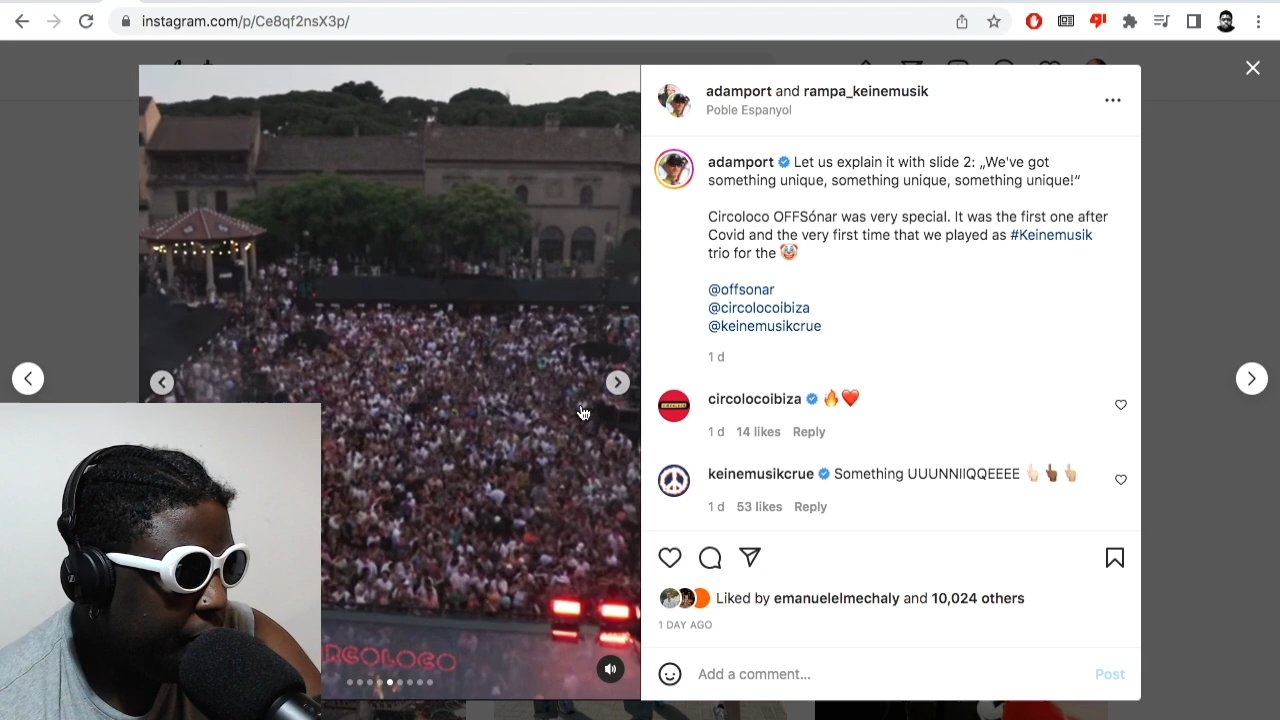 instagram.com/p/Ce8qf2nsX3p/
adamport and rampa_keinemusik
Poble Espanyol
adamport Let us explain it with slide 2: „We've got
something unique, something unique, something unique!“
Circoloco OFFSónar was very special. It was the first one after
Covid and the very first time that we played as #Keinemusik
trio for the 🤡
@offsonar
@circolocoibiza
@keinemusikcrue
1 d
circolocoibiza 🔥❤️
1 d 14 likes Reply
keinemusikcrue Something UUUNNIIQQEEEE 👆🏻👆🏾👆🏼
1 d 53 likes Reply
Liked by emanuelelmechaly and 10,024 others
1 DAY AGO
Add a comment... Post
RCOLOCO